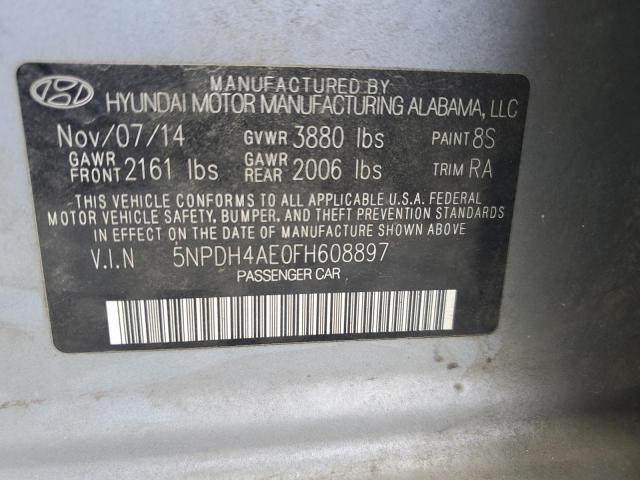 MANUFACTURED BY
HYUNDAI MOTOR MANUFACTURING ALABAMA, LLC
Nov/07/14 GVWR 3880 lbs PAINT 8S
GAWR FRONT 2161 lbs GAWR REAR 2006 lbs TRIM RA
THIS VEHICLE CONFORMS TO ALL APPLICABLE U.S.A. FEDERAL
MOTOR VEHICLE SAFETY, BUMPER, AND THEFT PREVENTION STANDARDS
IN EFFECT ON THE DATE OF MANUFACTURE SHOWN ABOVE.
V.I.N 5NPDH4AE0FH608897
PASSENGER CAR